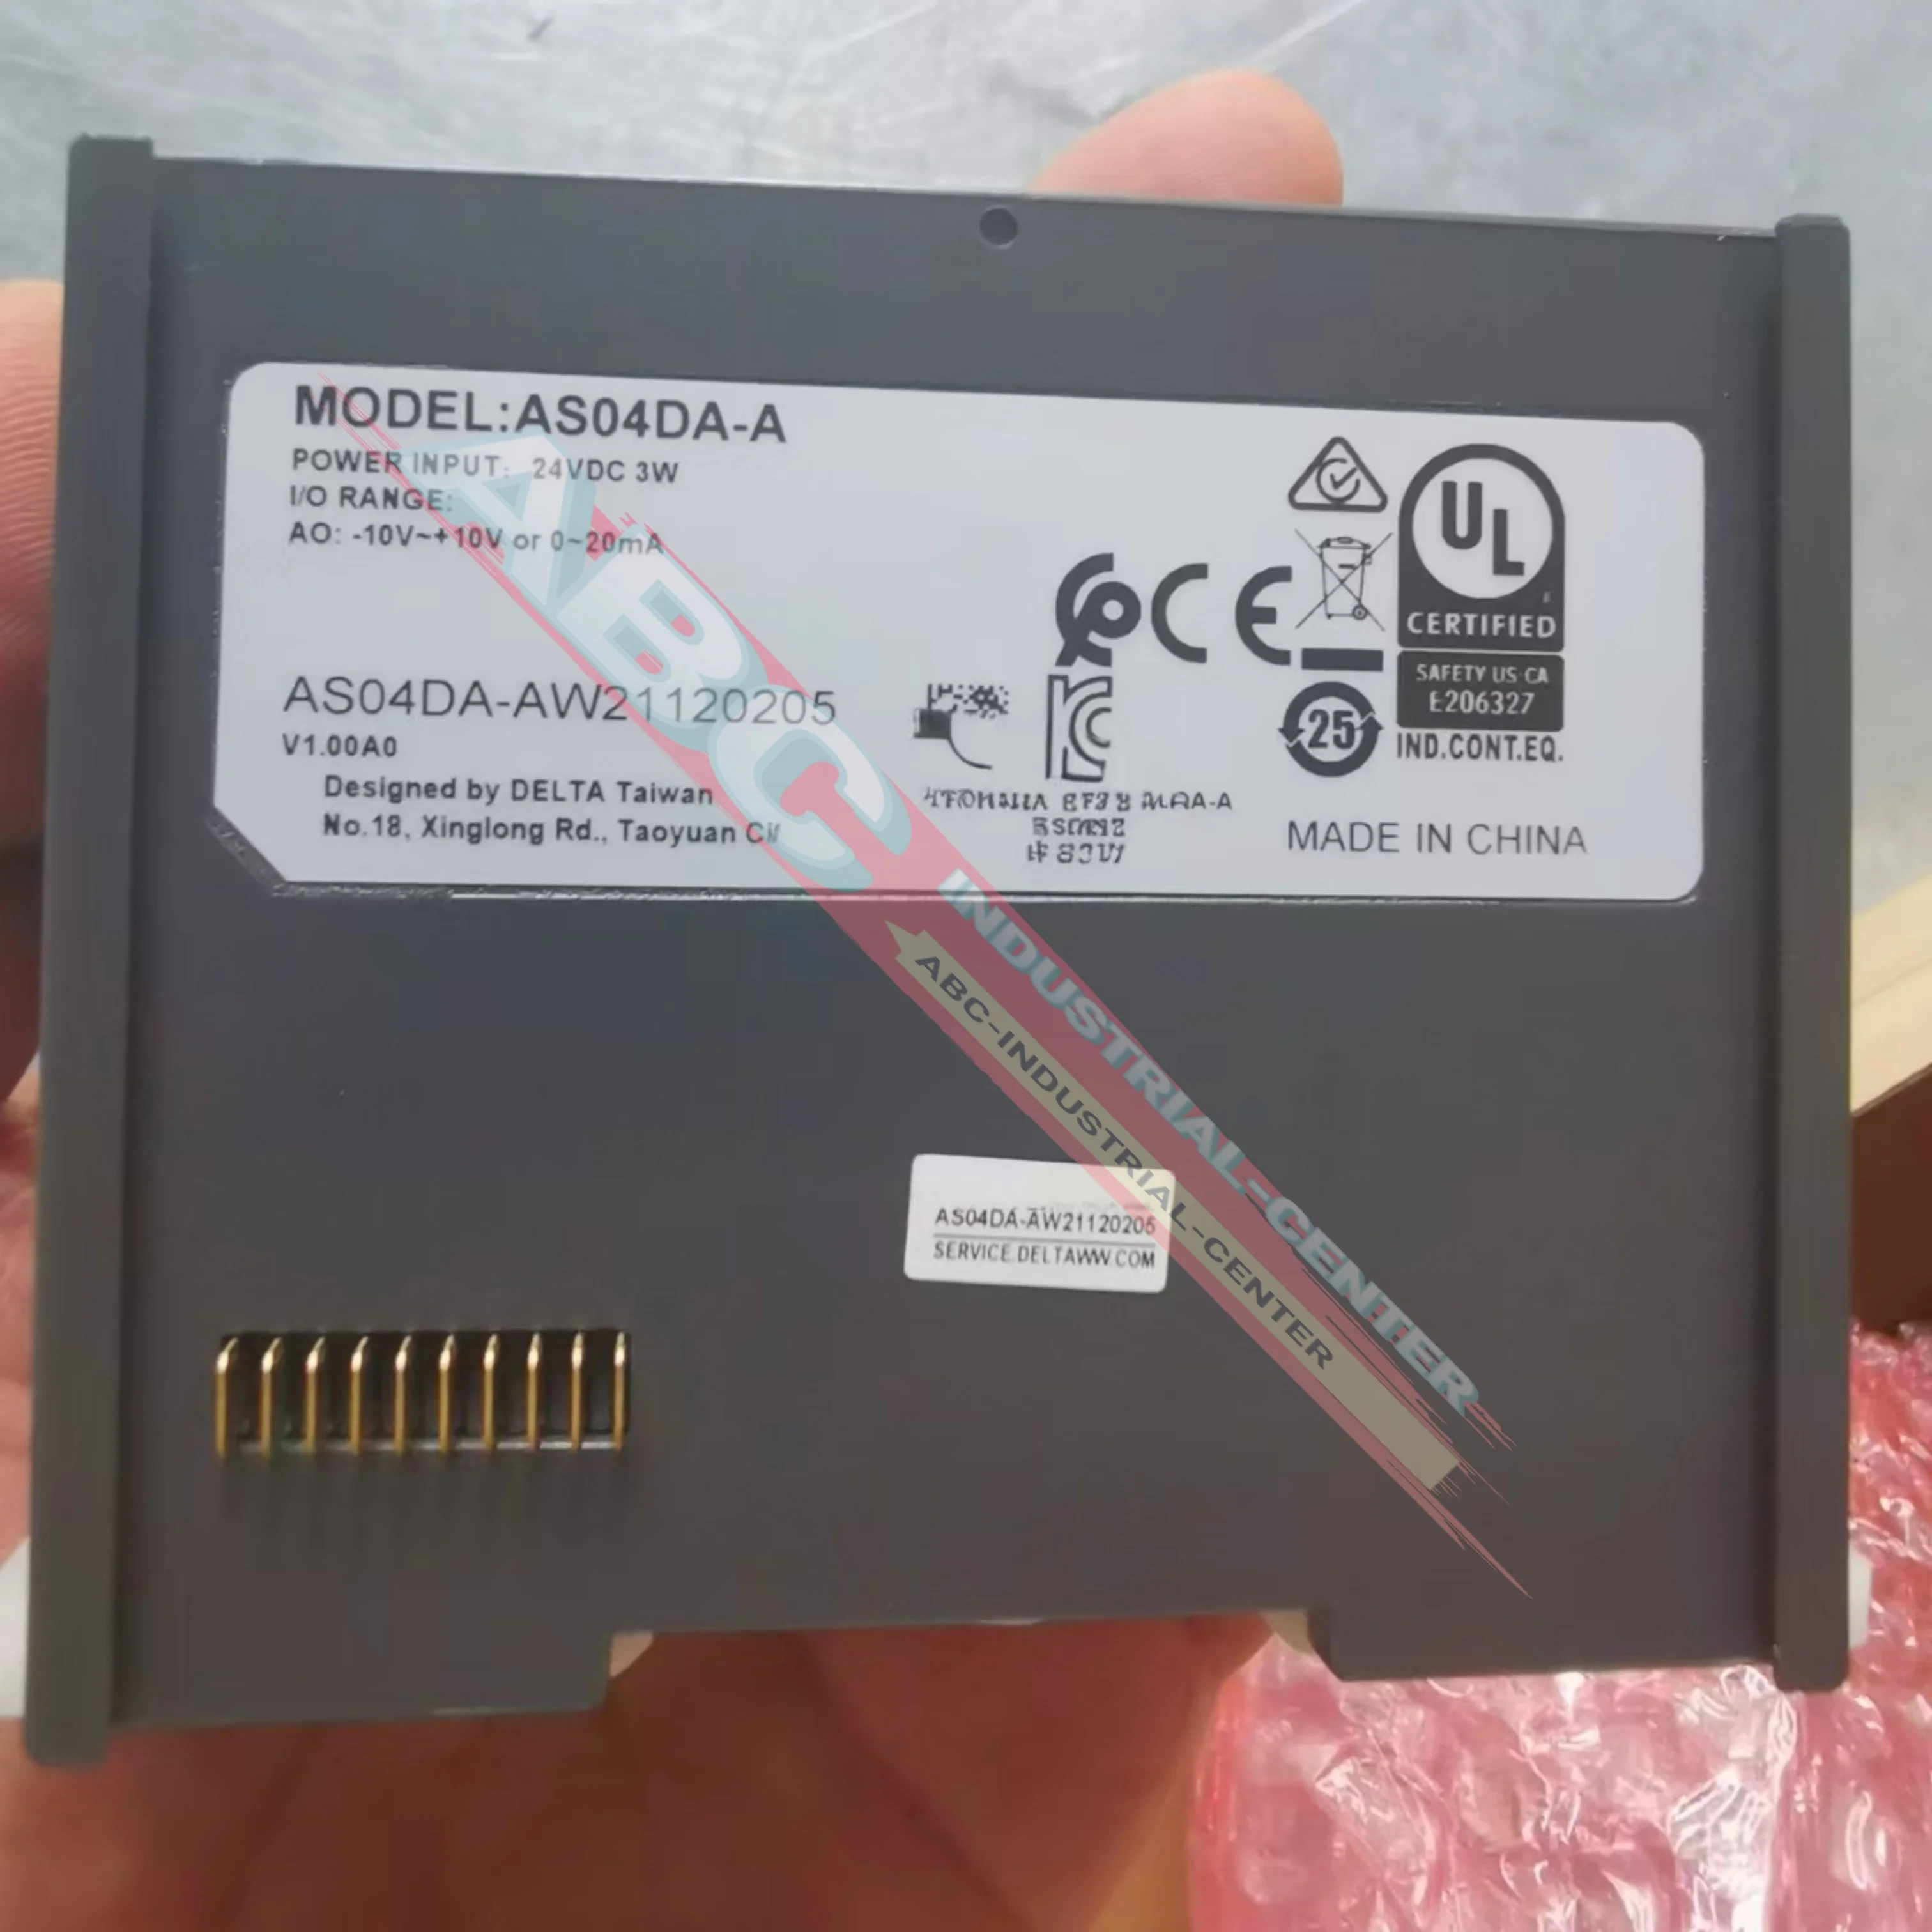 MODEL:AS04DA-A
POWER INPUT: 24VDC 3W
I/O RANGE:
AO: -10V~+10V or 0~20mA
AS04DA-AW21120205
V1.00A0
Designed by DELTA Taiwan
No.18, Xinglong Rd., Taoyuan
CE
UL
CERTIFIED
SAFETY US CA
E206327
IND.CONT.EQ.
25
MADE IN CHINA
ABC
INDUSTRIAL-CENTER
ABC-INDUSTRIAL-CENTER
AS04DA-AW21120205
SERVICE.DELTAWW.COM